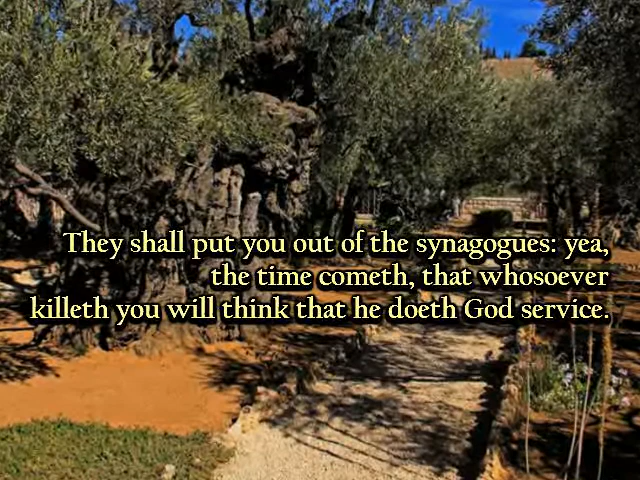 They shall put you out of the synagogues: yea,
the time cometh, that whosoever
killeth you will think that he doeth God service.